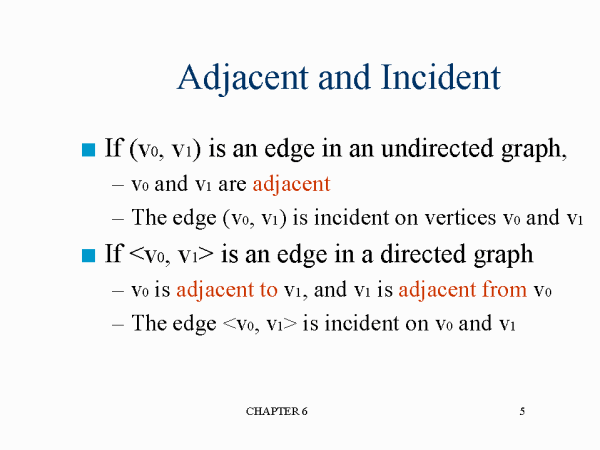 Adjacent and Incident
■ If (v0, v1) is an edge in an undirected graph,
– v0 and v1 are adjacent
– The edge (v0, v1) is incident on vertices v0 and v1
■ If <v0, v1> is an edge in a directed graph
– v0 is adjacent to v1, and v1 is adjacent from v0
– The edge <v0, v1> is incident on v0 and v1
CHAPTER 6 5